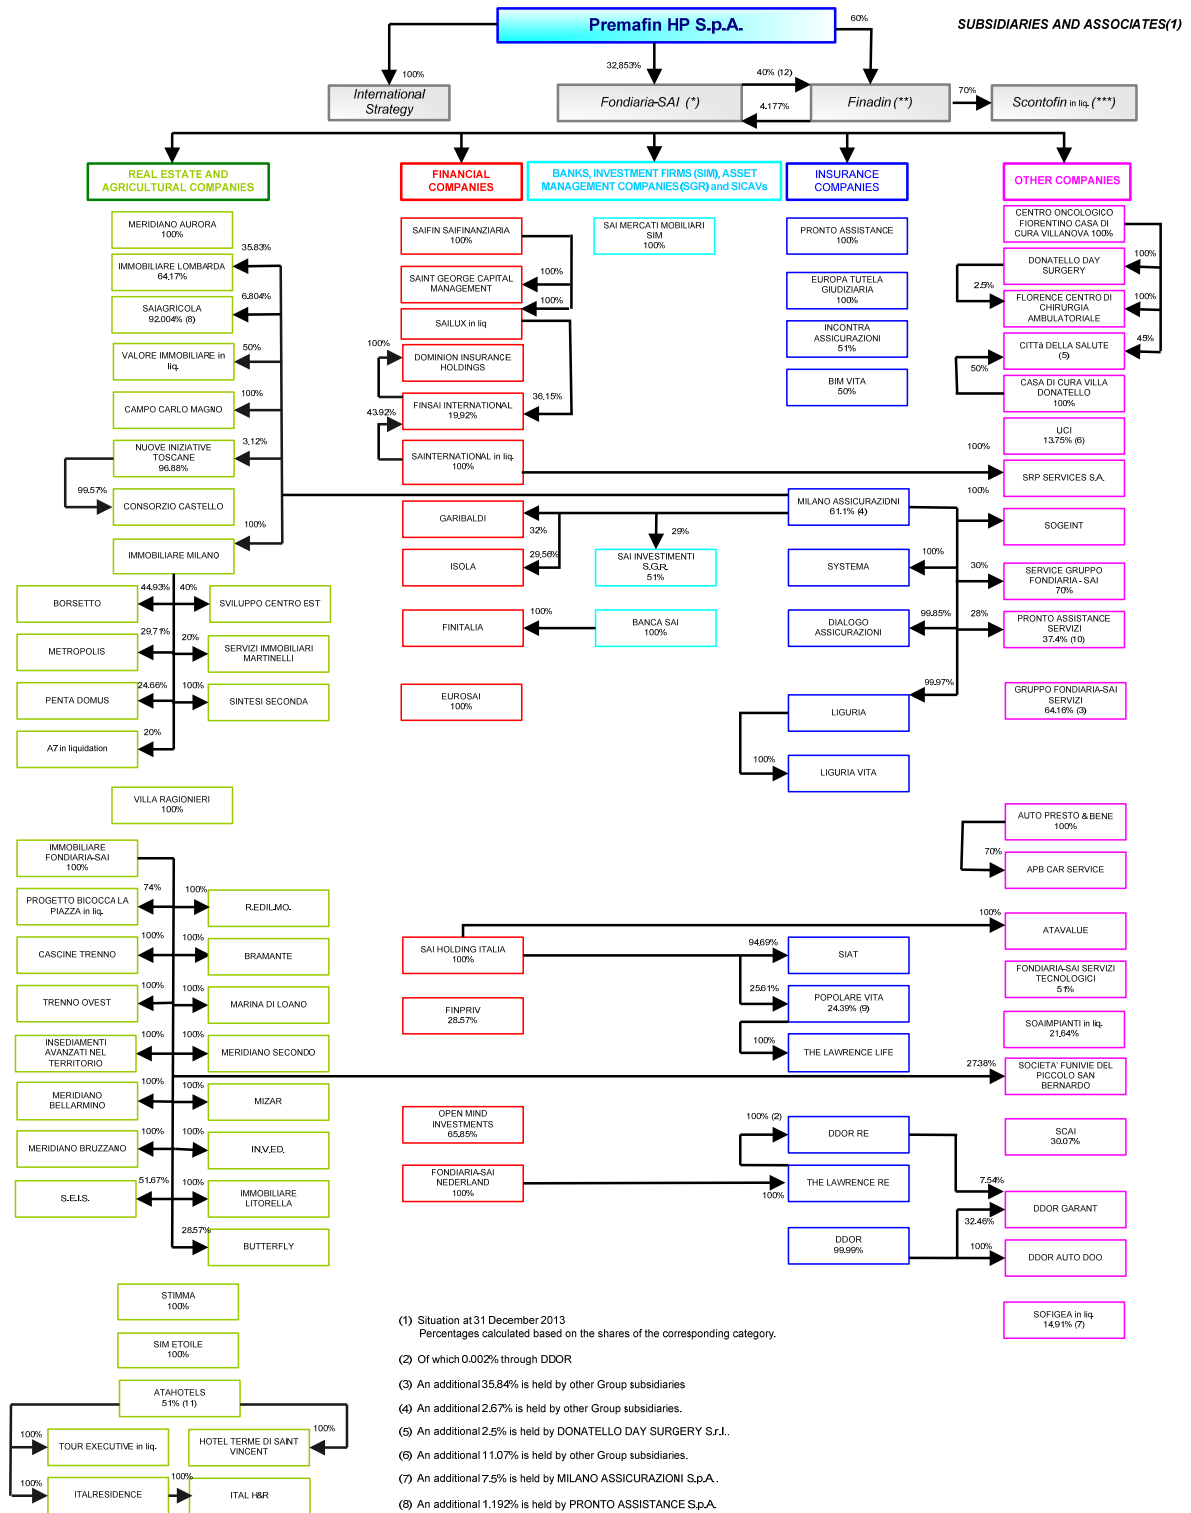 Premafin HP S.p.A.
60%
SUBSIDIARIES AND ASSOCIATES(1)
100%
32,853%
40% (12)
4.177%
70%
International
Strategy
Fondiaria-SAI (*)
Finadin (**)
Scontofin in liq. (***)
REAL ESTATE AND
AGRICULTURAL COMPANIES
FINANCIAL
COMPANIES
BANKS, INVESTMENT FIRMS (SIM), ASSET
MANAGEMENT COMPANIES (SGR) and SICAVs
INSURANCE
COMPANIES
OTHER COMPANIES
MERIDIANO AURORA
100%
35.83%
IMMOBILIARE LOMBARDA
64,17%
6.804%
SAIAGRICOLA
92.004% (8)
50%
VALORE IMMOBILIARE in
liq.
100%
CAMPO CARLO MAGNO
3,12%
NUOVE INIZIATIVE
TOSCANE
96.88%
99.57%
CONSORZIO CASTELLO
100%
IMMOBILIARE MILANO
44.93%
40%
BORSETTO
SVILUPPO CENTRO EST
29,71%
20%
METROPOLIS
SERVIZI IMMOBILIARI
MARTINELLI
24.66%
100%
PENTA DOMUS
SINTESI SECONDA
20%
A7 in liquidation
VILLA RAGIONIERI
100%
IMMOBILIARE
FONDIARIA-SAI
100%
74%
100%
PROGETTO BICOCCA LA
PIAZZA in liq.
R.EDIL.MO.
100%
100%
CASCINE TRENNO
BRAMANTE
100%
100%
TRENNO OVEST
MARINA DI LOANO
100%
100%
INSEDIAMENTI
AVANZATI NEL
TERRITORIO
MERIDIANO SECONDO
100%
100%
MERIDIANO
BELLARMINO
MIZAR
100%
100%
MERIDIANO BRUZZANO
IN.V.ED.
51.67%
100%
S.E.I.S.
IMMOBILIARE
LITORELLA
28.57%
BUTTERFLY
STIMMA
100%
SIM ETOILE
100%
ATAHOTELS
51% (11)
100%
100%
TOUR EXECUTIVE in liq.
HOTEL TERME DI SAINT
VINCENT
100%
100%
ITALRESIDENCE
ITAL H&R
SAIFIN SAIFINANZIARIA
100%
100%
SAINT GEORGE CAPITAL
MANAGEMENT
100%
SAILUX in liq
100%
DOMINION INSURANCE
HOLDINGS
36,15%
FINSAI INTERNATIONAL
19,92%
43.92%
SAINTERNATIONAL in liq.
100%
GARIBALDI
32%
29,56%
ISOLA
100%
FINITALIA
EUROSAI
100%
SAI HOLDING ITALIA
100%
FINPRIV
28.57%
OPEN MIND
INVESTMENTS
65.85%
FONDIARIA-SAI
NEDERLAND
100%
SAI MERCATI MOBILIARI
SIM
100%
29%
SAI INVESTIMENTI
S.G.R.
51%
BANCA SAI
100%
PRONTO ASSISTANCE
100%
EUROPA TUTELA
GIUDIZIARIA
100%
INCONTRA
ASSICURAZIONI
51%
BIM VITA
50%
MILANO ASSICURAZIONI
61.1% (4)
100%
SYSTEMA
99.85%
DIALOGO
ASSICURAZIONI
99.97%
LIGURIA
100%
LIGURIA VITA
94,69%
SIAT
25.61%
POPOLARE VITA
24.39% (9)
100%
THE LAWRENCE LIFE
100% (2)
DDOR RE
100%
THE LAWRENCE RE
DDOR
99.99%
CENTRO ONCOLOGICO
FIORENTINO CASA DI
CURA VILLANOVA 100%
100%
DONATELLO DAY
SURGERY
2.5%
100%
FLORENCE CENTRO DI
CHIRURGIA
AMBULATORIALE
45%
CITTà DELLA SALUTE
(5)
50%
CASA DI CURA VILLA
DONATELLO
100%
UCI
13.75% (6)
100%
SRP SERVICES S.A.
100%
SOGEINT
30%
SERVICE GRUPPO
FONDIARIA - SAI
70%
28%
PRONTO ASSISTANCE
SERVIZI
37.4% (10)
GRUPPO FONDIARIA-SAI
SERVIZI
64.16% (3)
AUTO PRESTO & BENE
100%
70%
APB CAR SERVICE
100%
ATAVALUE
FONDIARIA-SAI SERVIZI
TECNOLOGICI
51%
SOAIMPIANTI in liq.
21,64%
27.38%
SOCIETA' FUNIVIE DEL
PICCOLO SAN
BERNARDO
SCAI
30.07%
7.54%
DDOR GARANT
32.46%
100%
DDOR AUTO DOO
SOFIGEA in liq.
14,91% (7)
(1) Situation at 31 December 2013
Percentages calculated based on the shares of the corresponding category.
(2) Of which 0.002% through DDOR
(3) An additional 35.84% is held by other Group subsidiaries
(4) An additional 2.67% is held by other Group subsidiaries.
(5) An additional 2.5% is held by DONATELLO DAY SURGERY S.r.l..
(6) An additional 11.07% is held by other Group subsidiaries.
(7) An additional 7.5% is held by MILANO ASSICURAZIONI S.p.A..
(8) An additional 1.192% is held by PRONTO ASSISTANCE S.p.A.